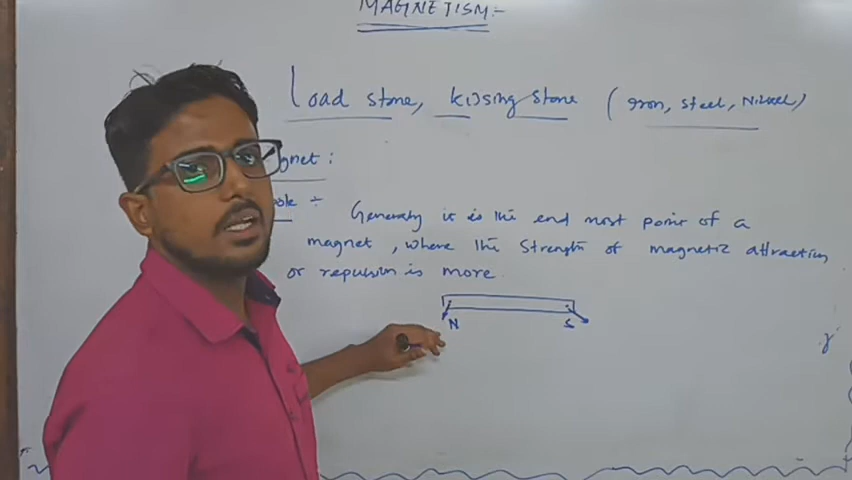 MAGNETISM:-
Load stone, kissing stone (Iron, Steel, Nickel)
gnet :
ole ÷ Generally it is the end most point of a
magnet, where the strength of magnetic attraction
or repulsion is more.
N S